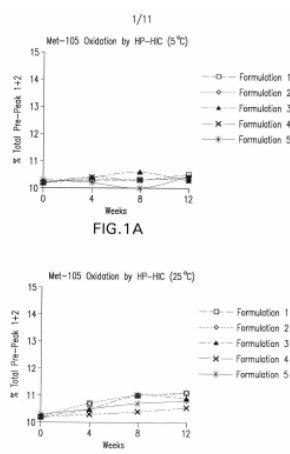 1/11
Met-105 Oxidation by HP-HIC (5°C)
% Total Pre-Peak 1+2
15
14
13
12
11
10
0 4 8 12
Weeks
Formulation 1
Formulation 2
Formulation 3
Formulation 4
Formulation 5
FIG.1A
Met-105 Oxidation by HP-HIC (25°C)
% Total Pre-Peak 1+2
15
14
13
12
11
10
0 4 8 12
Weeks
Formulation 1
Formulation 2
Formulation 3
Formulation 4
Formulation 5